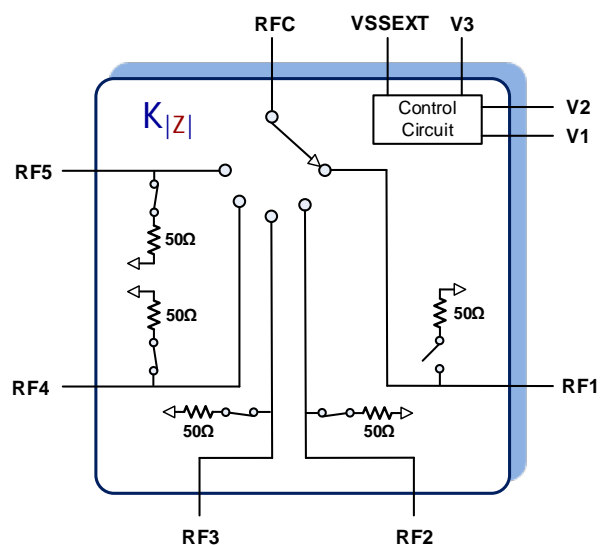 RFC
VSSEXT
V3
K|Z|
Control
Circuit
V2
V1
RF5
50Ω
50Ω
50Ω
RF4
RF1
50Ω
50Ω
RF3
RF2